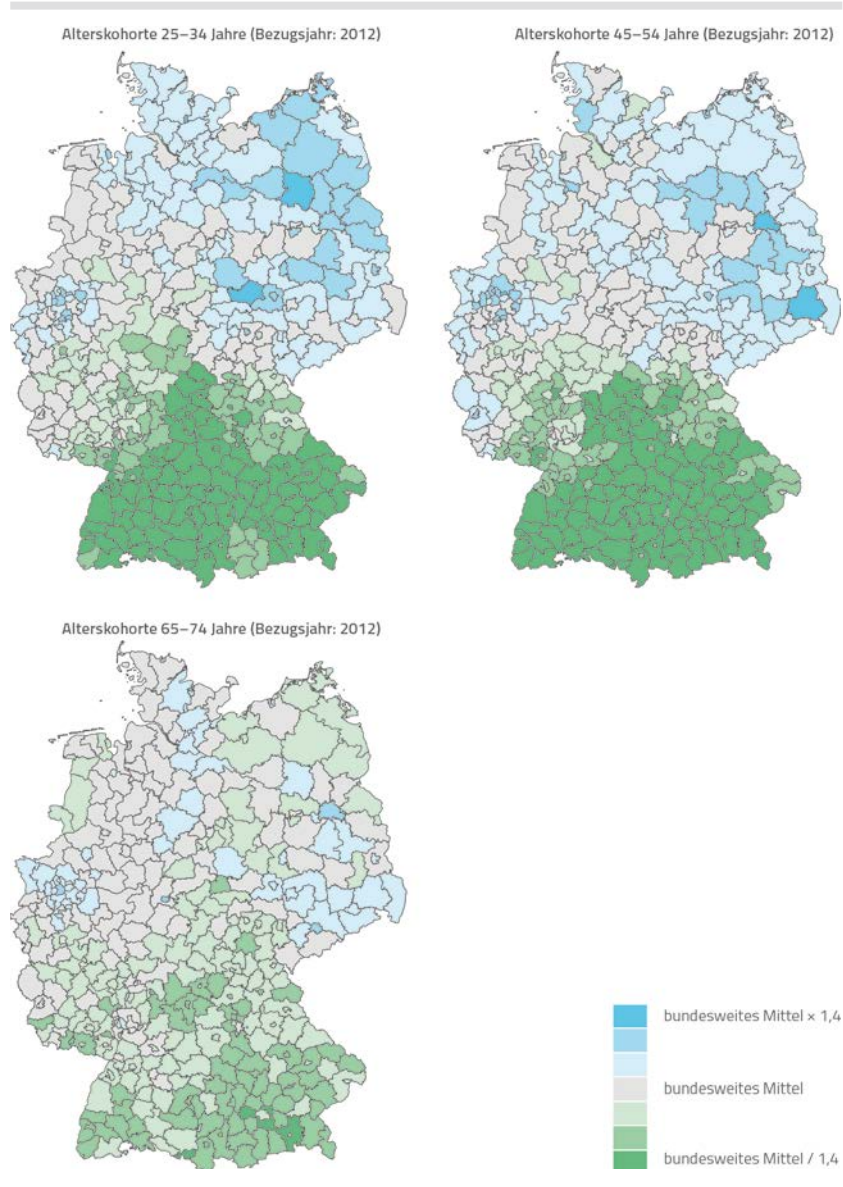 Alterskohorte 25–34 Jahre (Bezugsjahr: 2012)
Alterskohorte 45–54 Jahre (Bezugsjahr: 2012)
Alterskohorte 65–74 Jahre (Bezugsjahr: 2012)
bundesweites Mittel × 1,4
bundesweites Mittel
bundesweites Mittel / 1,4